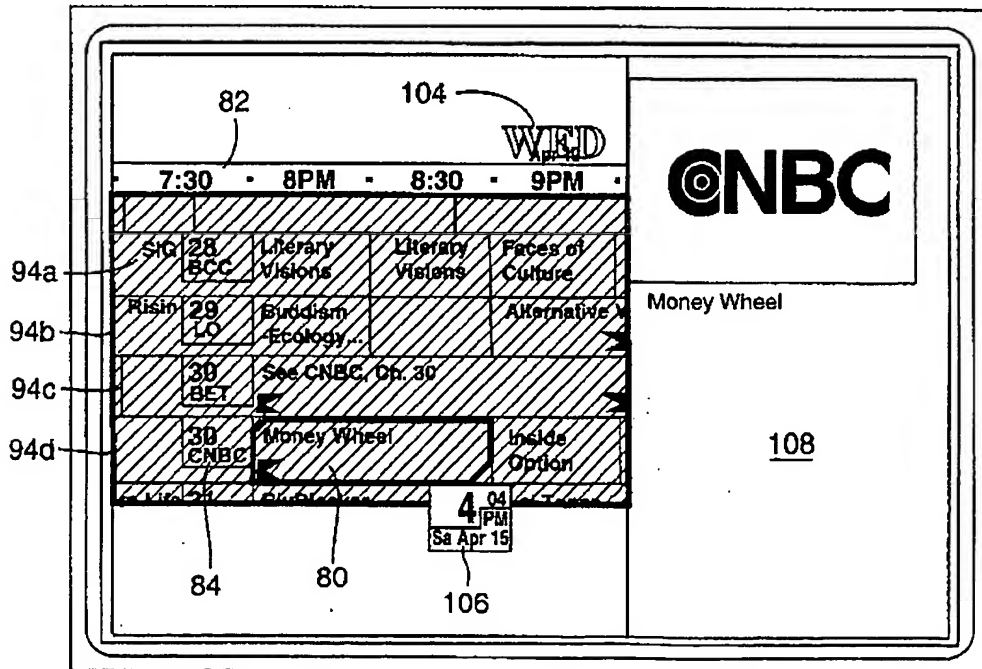 104
82
WED
7:30 · 8PM · 8:30 · 9PM ·
CNBC
94a SIG 28 BCC Literary Visions Literary Visions Faces of Culture
94b Risin 29 LO Buddism -Ecology... Alternative V
Money Wheel
94c 30 BET See CNBC, Ch. 30
94d 30 CNBC Money Wheel Inside Option
108
4 04 PM
Sa Apr 15
84 80 106